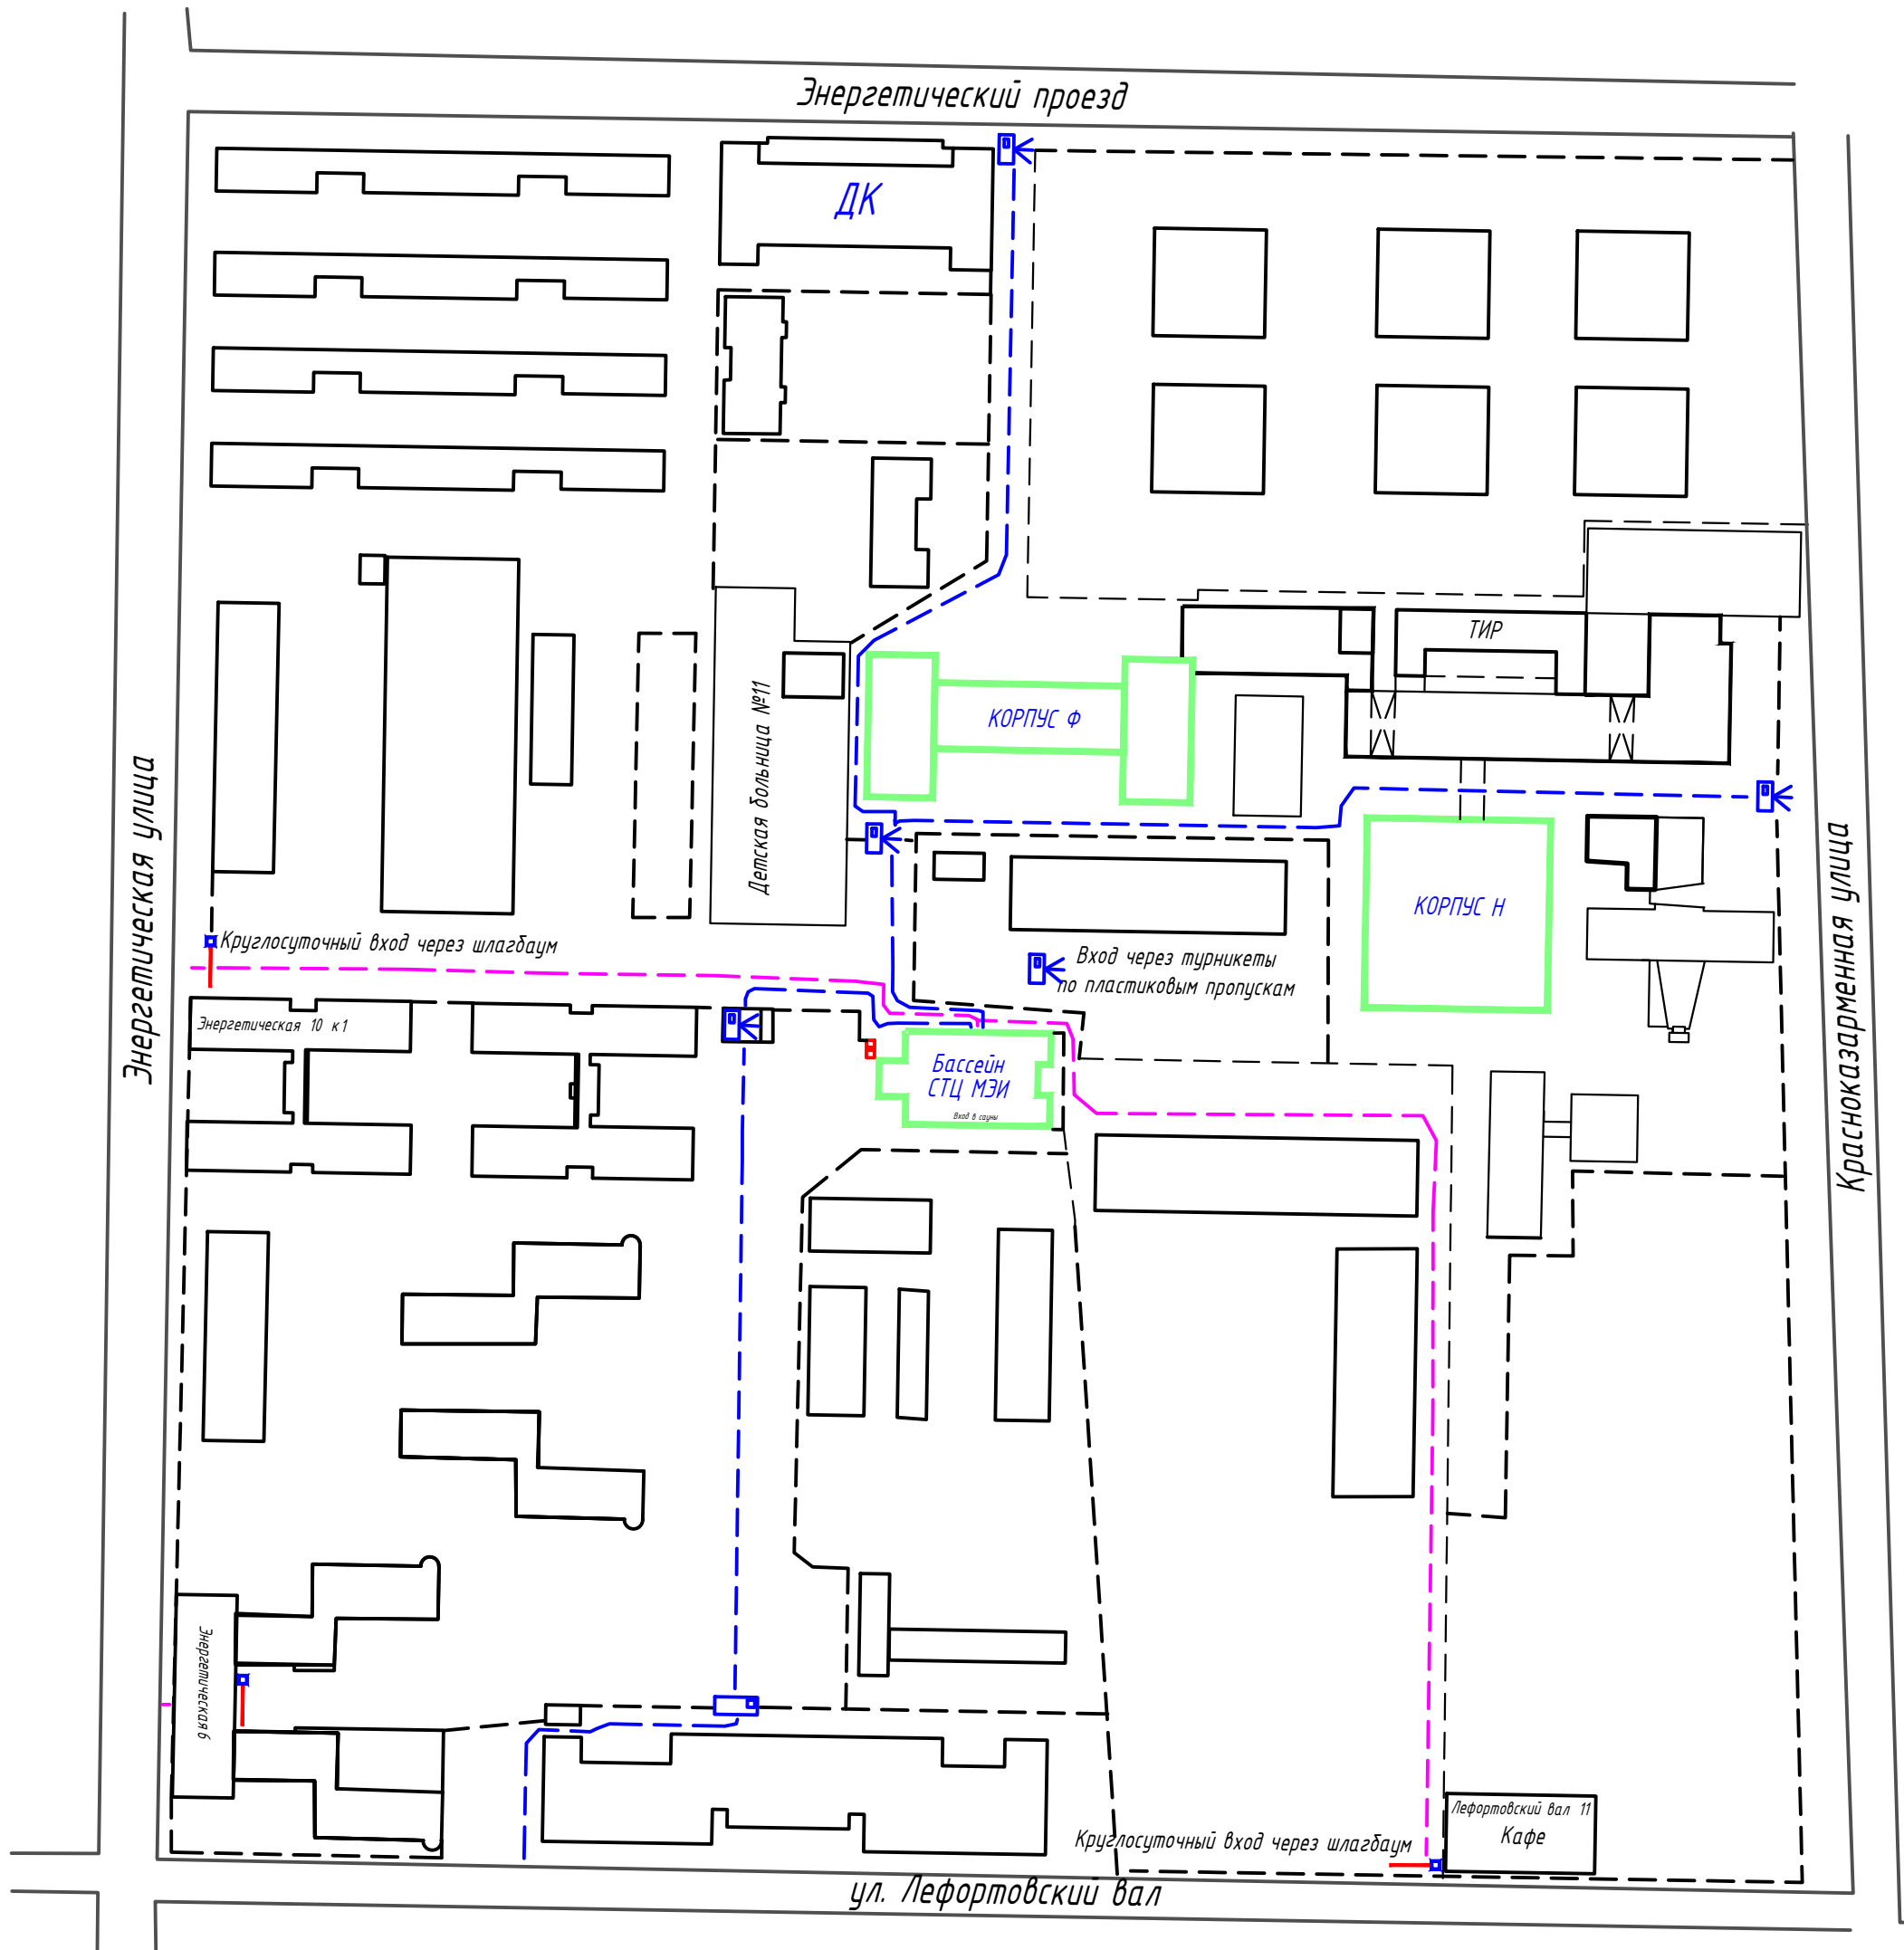 Энергетический проезд
ДК
ТИР
Детская больница №11
КОРПУС Ф
Энергетическая улица
Красноказарменная улица
КОРПУС Н
Круглосуточный вход через шлагбаум
Вход через турникеты
по пластиковым пропускам
Энергетическая 10 к1
Бассейн
СТЦ МЭИ
Вход в сауны
Энергетическая 6
Лефортовский вал 11
Кафе
Круглосуточный вход через шлагбаум
ул. Лефортовский вал